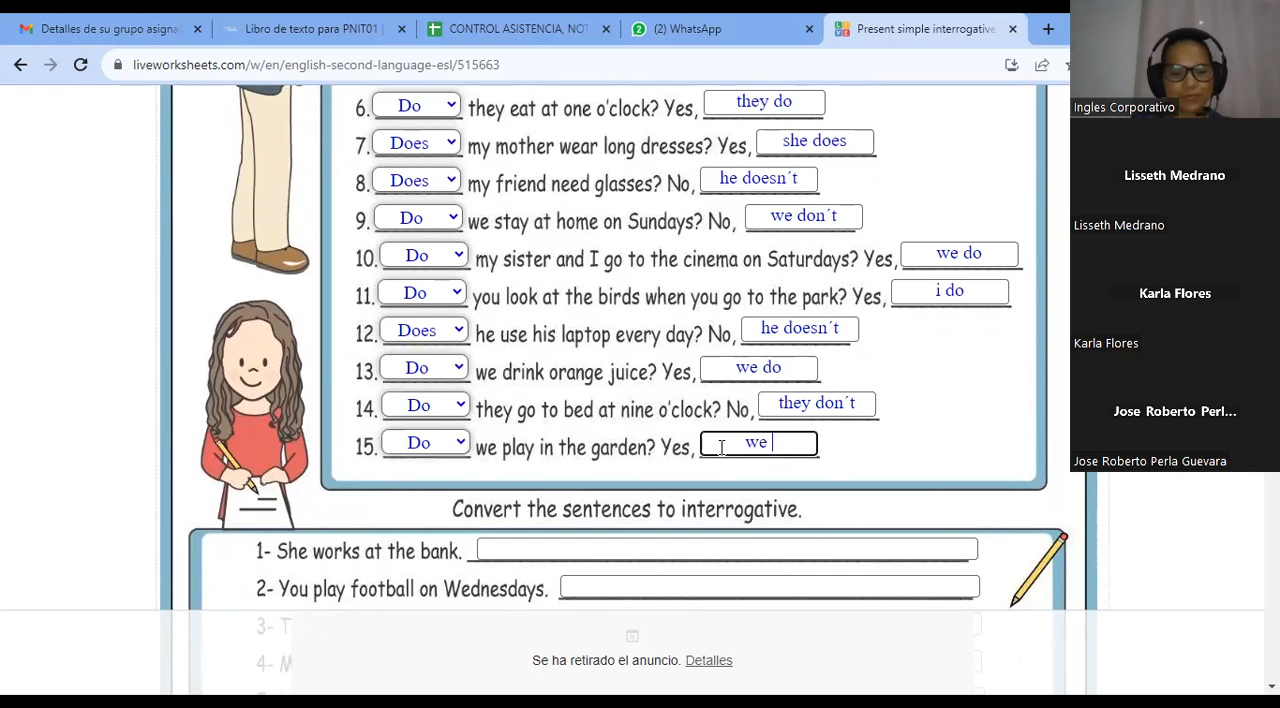 Detalles de su grupo asigna
Libro de texto para PNIT01 |
CONTROL ASISTENCIA, NOT
(2) WhatsApp
Present simple interrogative
liveworksheets.com/w/en/english-second-language-esl/515663
6. Do they eat at one o'clock? Yes, they do
7. Does my mother wear long dresses? Yes, she does
8. Does my friend need glasses? No, he doesn´t
9. Do we stay at home on Sundays? No, we don´t
10. Do my sister and I go to the cinema on Saturdays? Yes, we do
11. Do you look at the birds when you go to the park? Yes, i do
12. Does he use his laptop every day? No, he doesn´t
13. Do we drink orange juice? Yes, we do
14. Do they go to bed at nine o'clock? No, they don´t
15. Do we play in the garden? Yes, we
Convert the sentences to interrogative.
1- She works at the bank.
2- You play football on Wednesdays.
3- T
4- M
Se ha retirado el anuncio. Detalles
Ingles Corporativo
Lisseth Medrano
Lisseth Medrano
Karla Flores
Karla Flores
Jose Roberto Perl...
Jose Roberto Perla Guevara